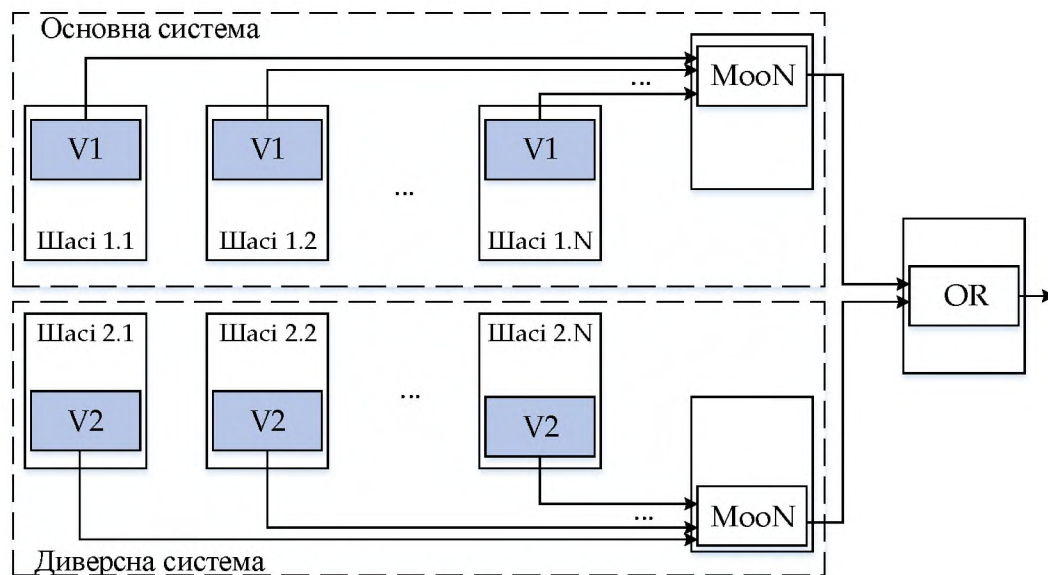 Основна система
MooN
...
V1
V1
V1
...
Шасі 1.1
Шасі 1.2
Шасі 1.N
OR
Шасі 2.1
Шасі 2.2
Шасі 2.N
...
V2
V2
V2
...
MooN
Диверсна система